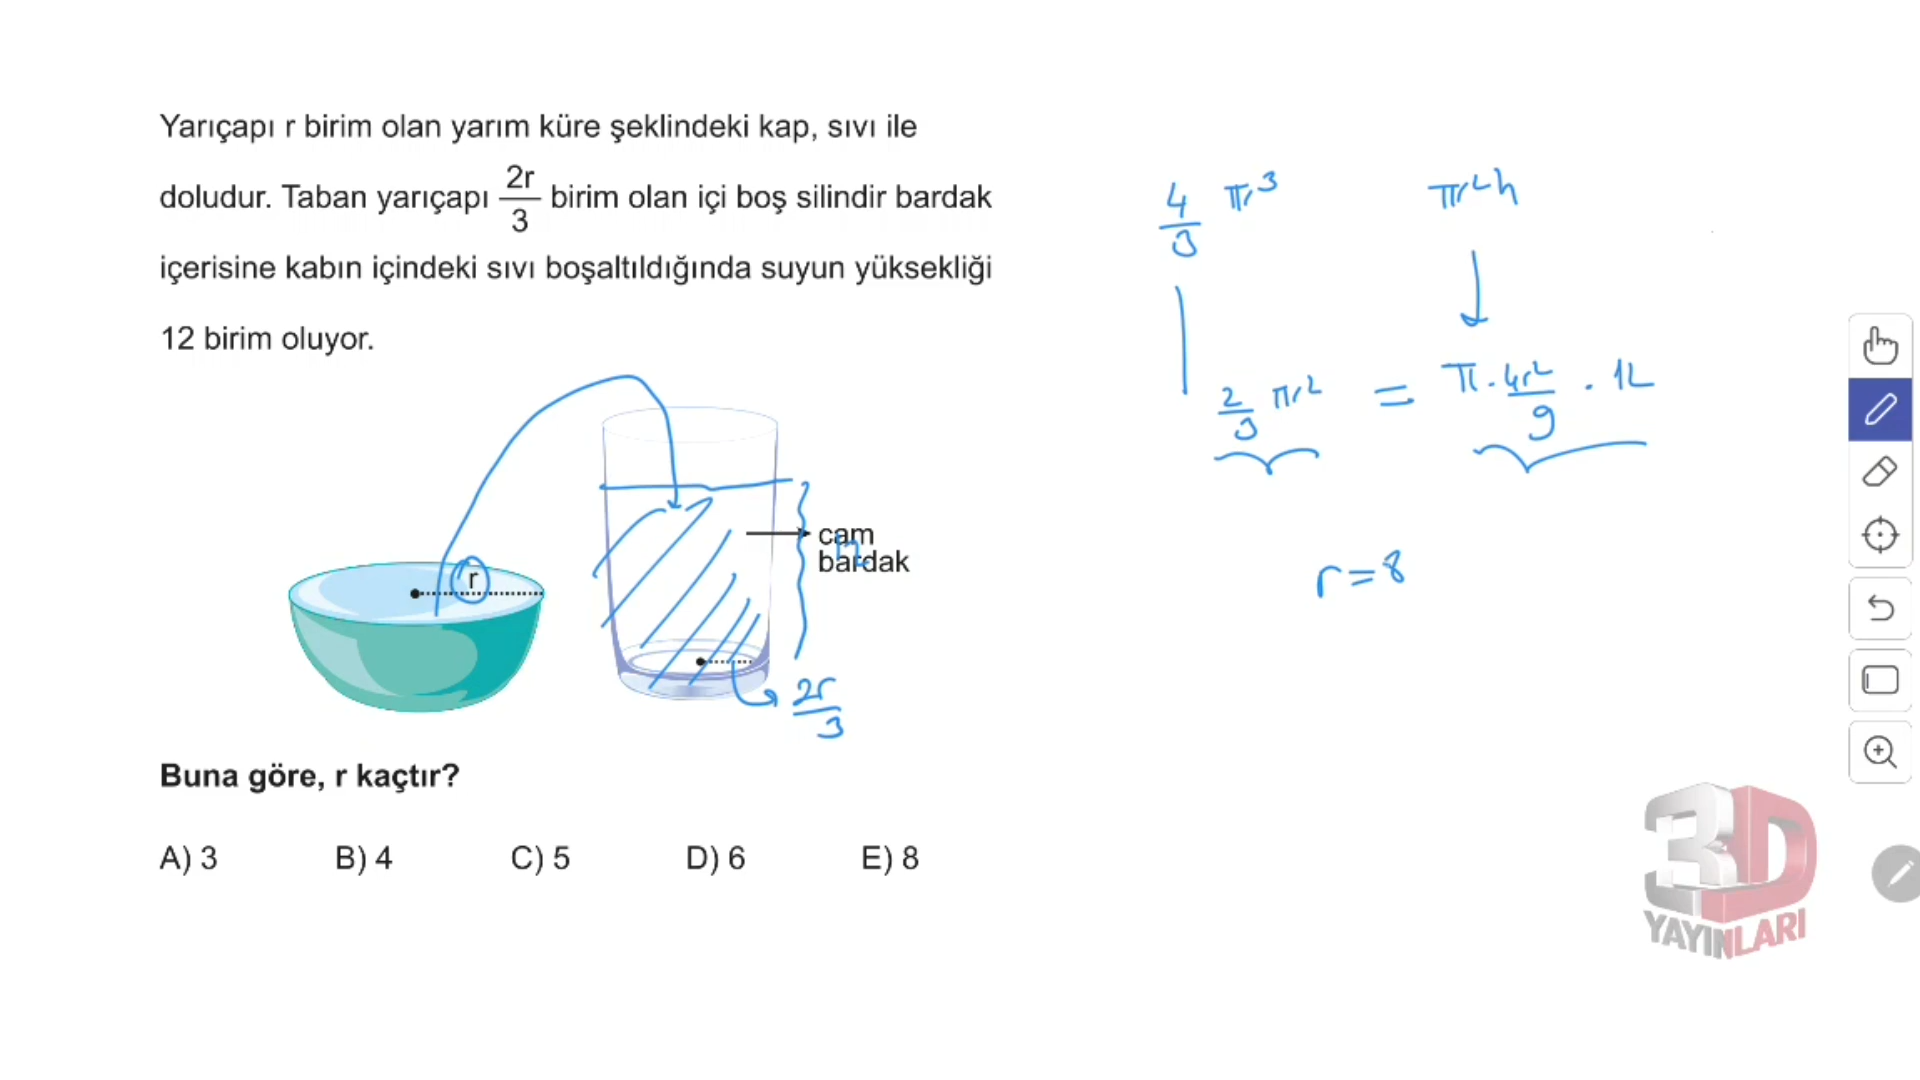 Yarıçapı r birim olan yarım küre şeklindeki kap, sıvı ile
doludur. Taban yarıçapı 2r/3 birim olan içi boş silindir bardak
içerisine kabın içindeki sıvı boşaltıldığında suyun yüksekliği
12 birim oluyor.
r
cam
bardak
12
2r/3
Buna göre, r kaçtır?
A) 3 B) 4 C) 5 D) 6 E) 8
4/3 πr³ πr²h
2/3 πr² = π · 4r²/9 · 12
r = 8
3D
YAYINLARI